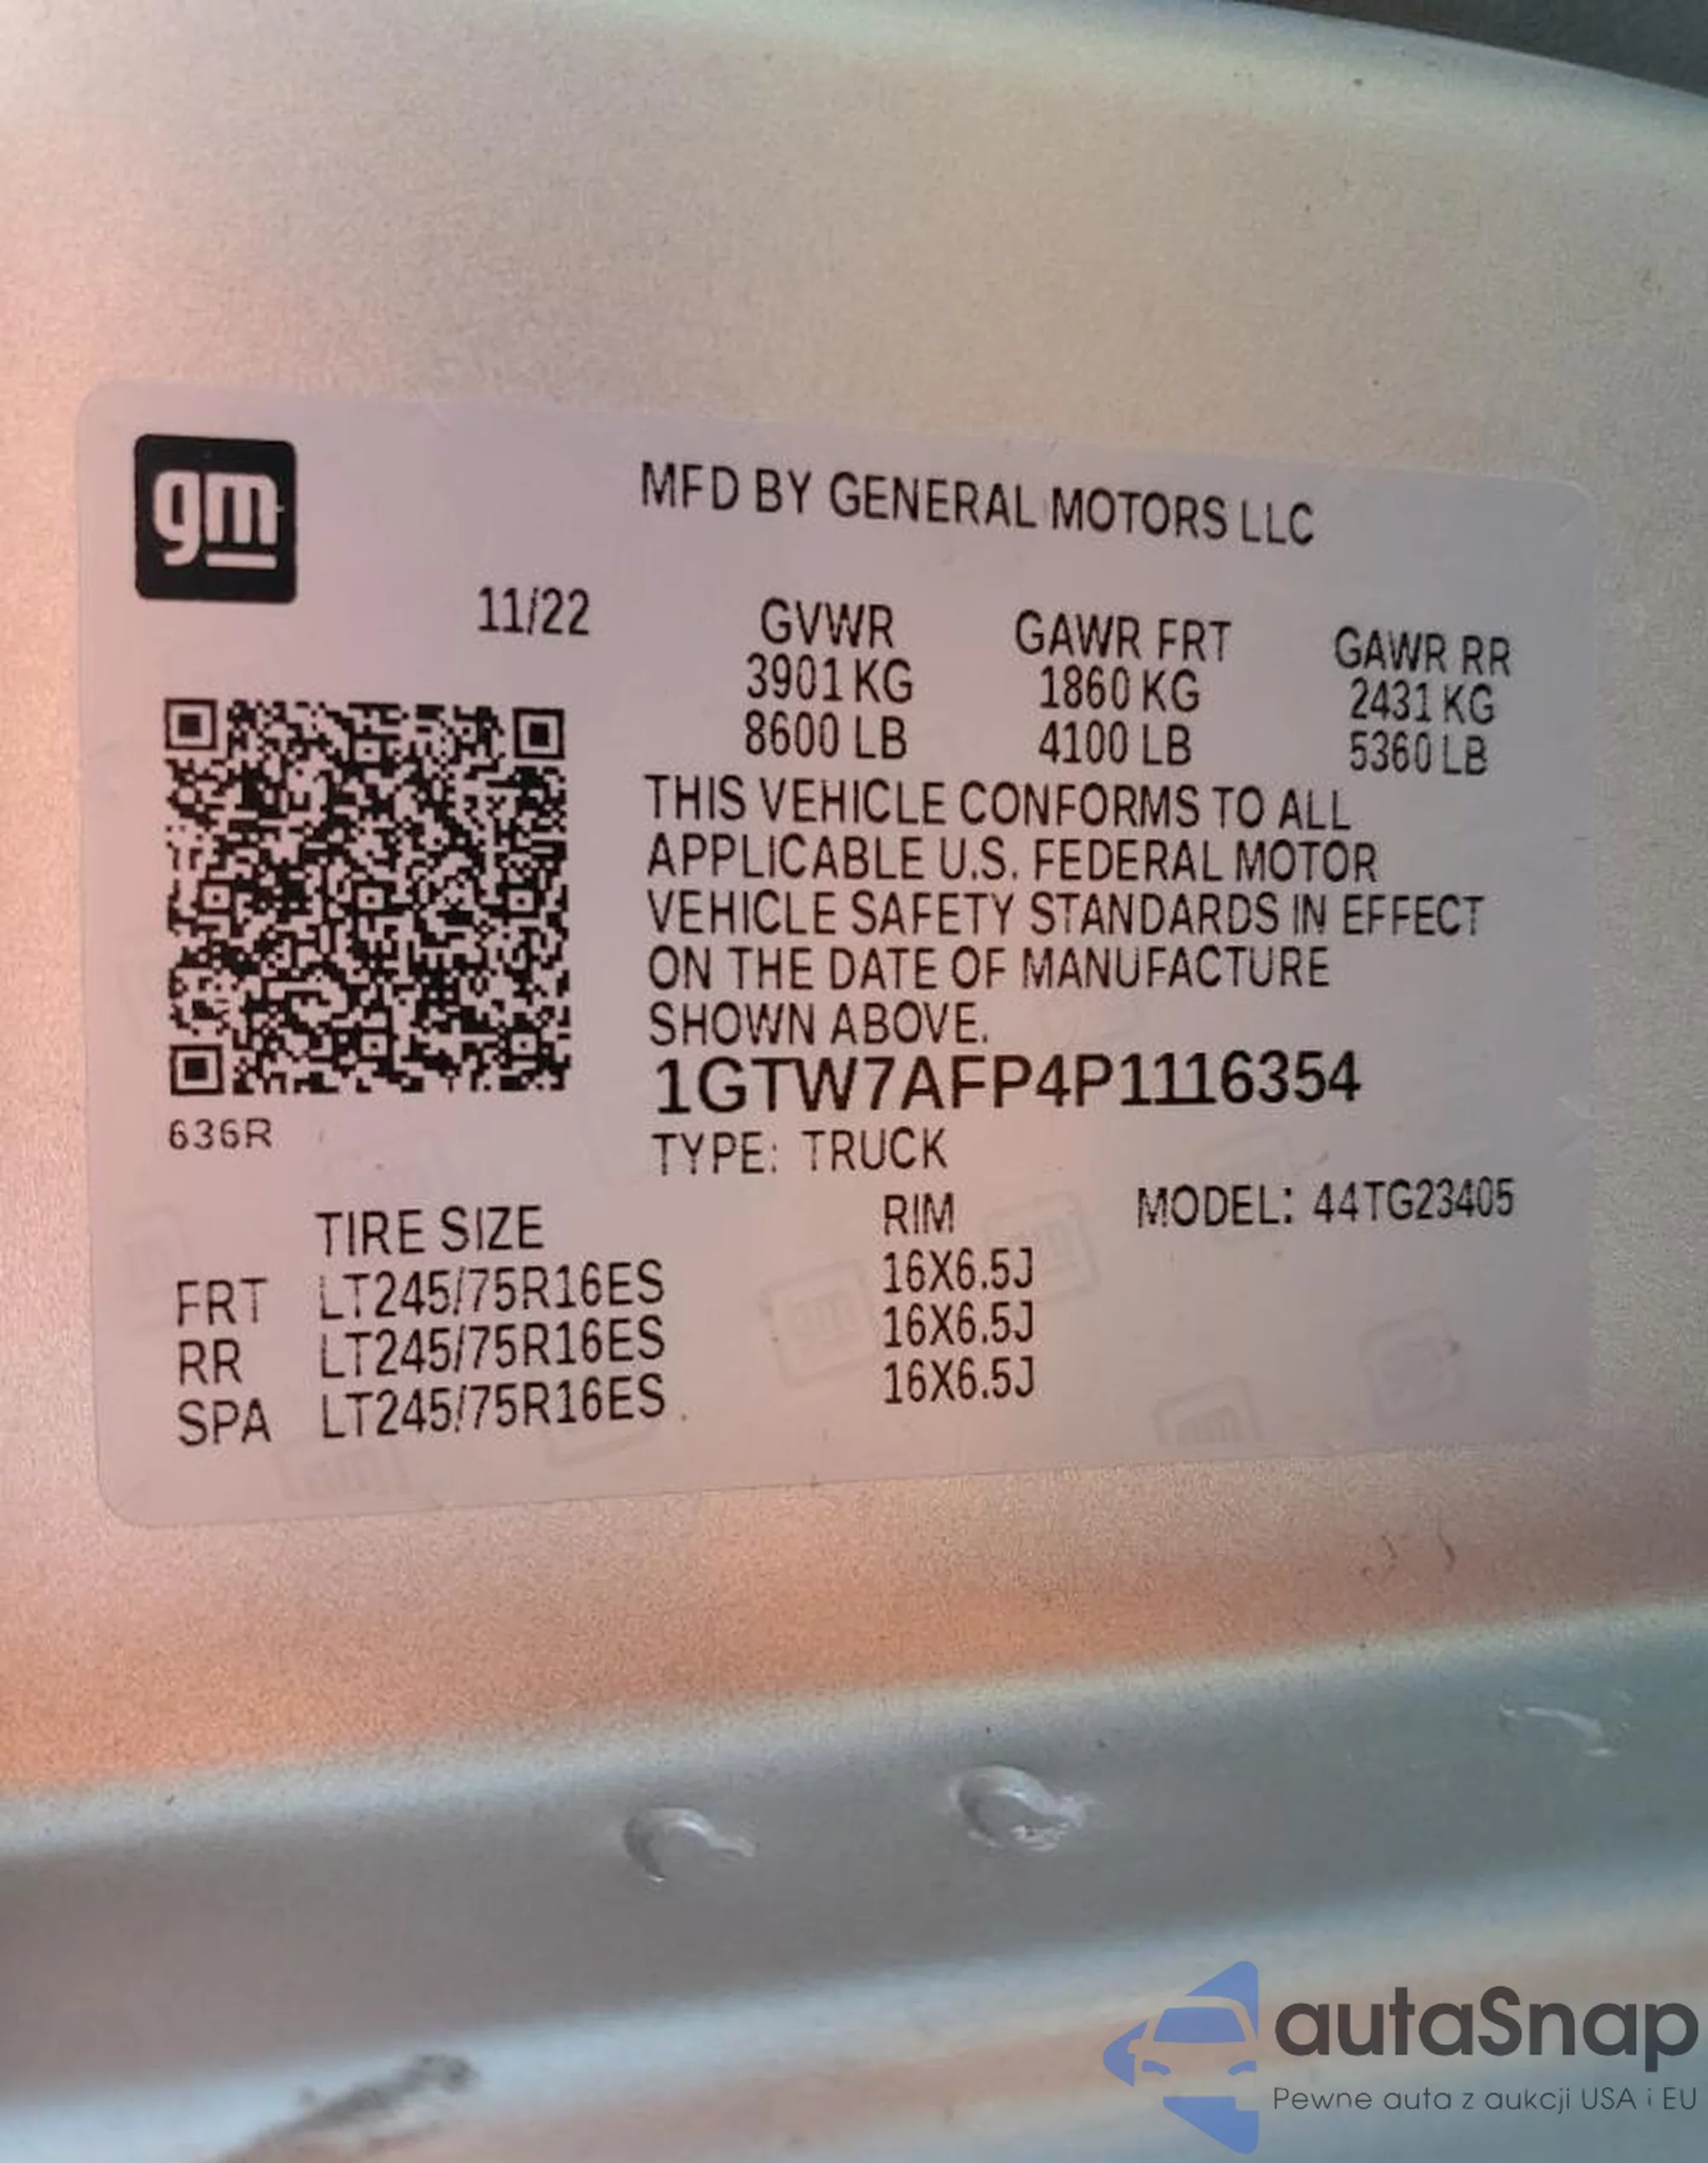 gm
MFD BY GENERAL MOTORS LLC
11/22 GVWR GAWR FRT GAWR RR
3901 KG 1860 KG 2431 KG
8600 LB 4100 LB 5360 LB
THIS VEHICLE CONFORMS TO ALL
APPLICABLE U.S. FEDERAL MOTOR
VEHICLE SAFETY STANDARDS IN EFFECT
ON THE DATE OF MANUFACTURE
SHOWN ABOVE.
1GTW7AFP4P1116354
636R
TYPE: TRUCK
TIRE SIZE RIM MODEL: 44TG23405
FRT LT245/75R16ES 16X6.5J
RR LT245/75R16ES 16X6.5J
SPA LT245/75R16ES 16X6.5J
autaSnap
Pewne auta z aukcji USA i EU